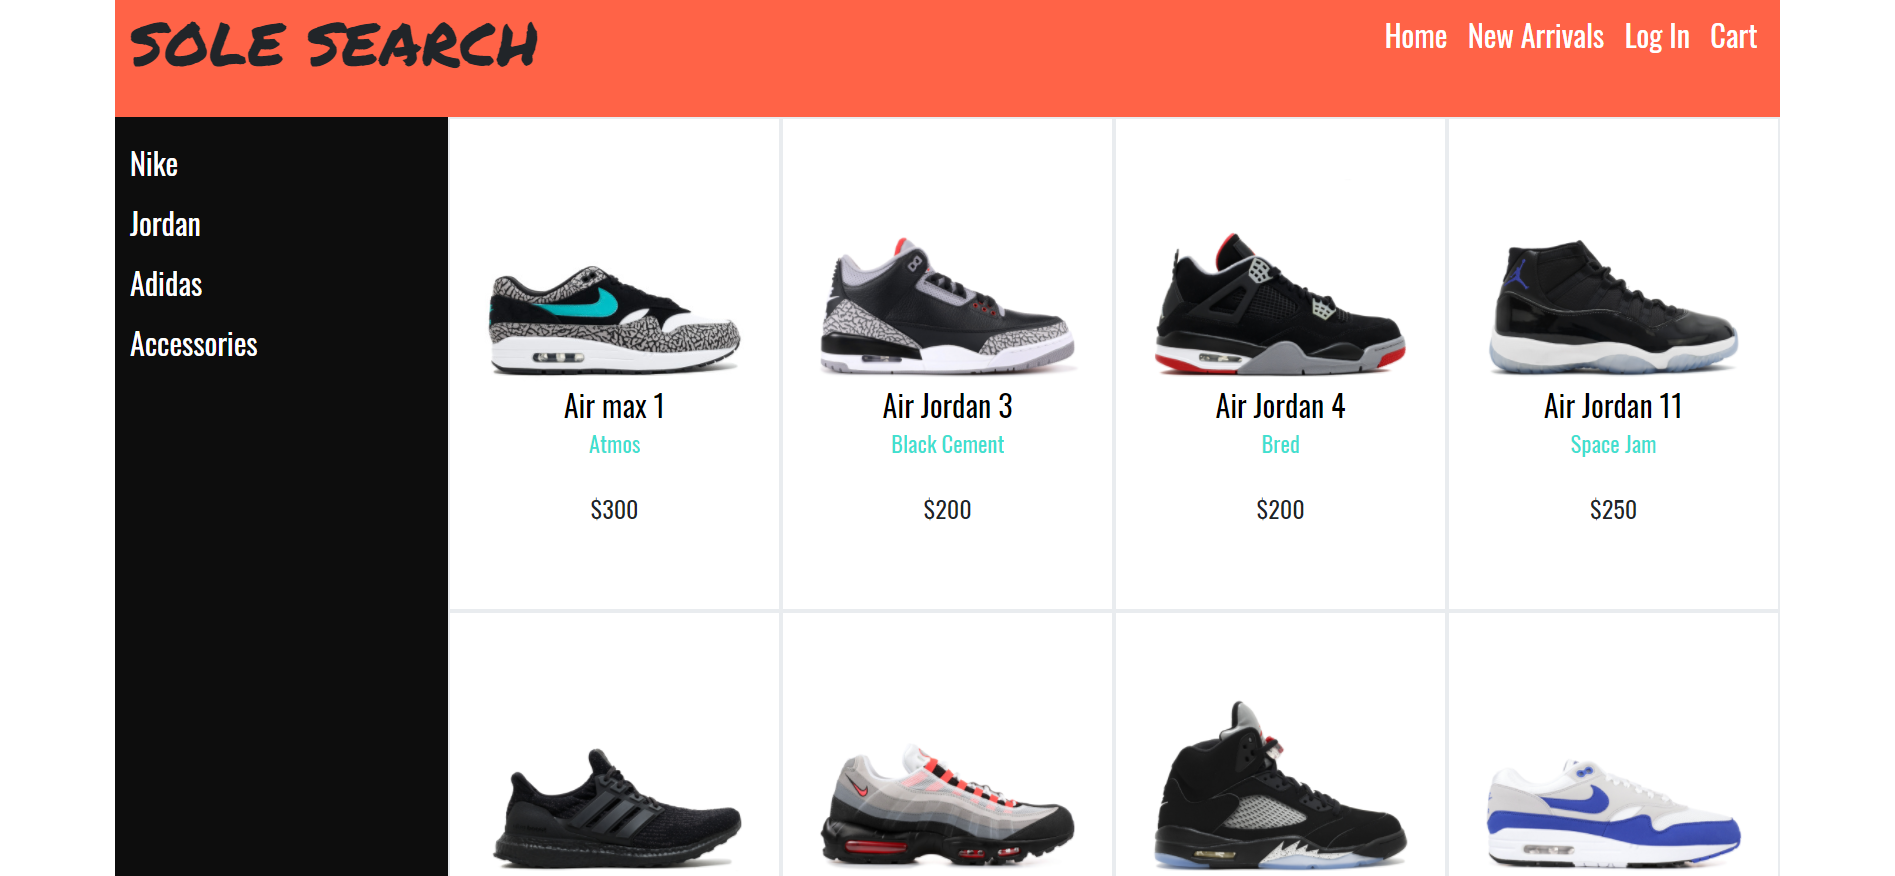 SOLE SEARCH
Home New Arrivals Log In Cart
Nike
Jordan
Adidas
Accessories
Air max 1
Atmos
$300
Air Jordan 3
Black Cement
$200
Air Jordan 4
Bred
$200
Air Jordan 11
Space Jam
$250